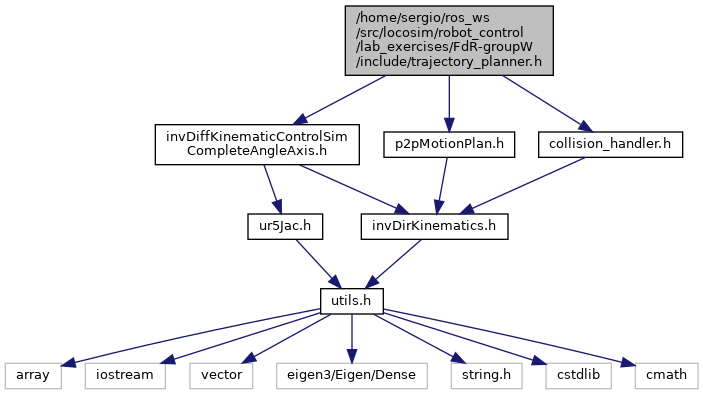 /home/sergio/ros_ws
/src/locosim/robot_control
/lab_exercises/FdR-groupW
/include/trajectory_planner.h
invDiffKinematicControlSim
CompleteAngleAxis.h
p2pMotionPlan.h
collision_handler.h
ur5Jac.h
invDirKinematics.h
utils.h
array
iostream
vector
eigen3/Eigen/Dense
string.h
cstdlib
cmath